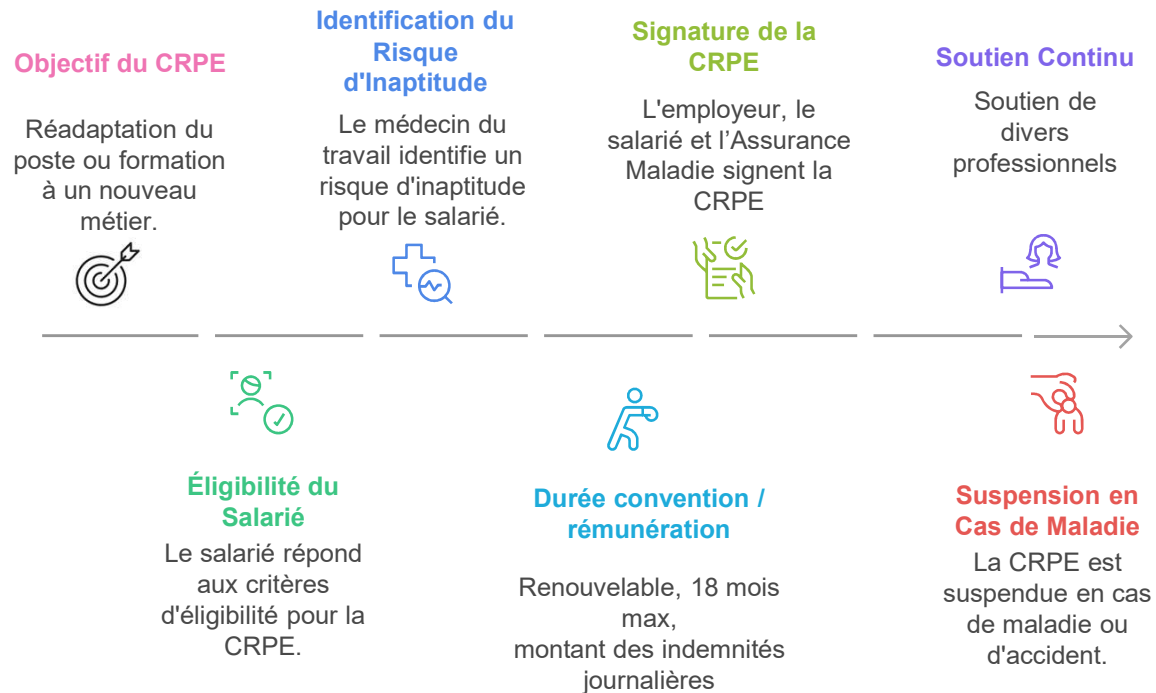 Objectif du CRPE
Réadaptation du
poste ou formation
à un nouveau
métier.
Éligibilité du
Salarié
Le salarié répond
aux critères
d'éligibilité pour la
CRPE.
Identification du
Risque
d'Inaptitude
Le médecin du
travail identifie un
risque d'inaptitude
pour le salarié.
Durée convention /
rémunération
Renouvelable, 18 mois
max,
montant des indemnités
journalières
Signature de la
CRPE
L'employeur, le
salarié et l’Assurance
Maladie signent la
CRPE
Soutien Continu
Soutien de
divers
professionnels
Suspension en
Cas de Maladie
La CRPE est
suspendue en cas
de maladie ou
d'accident.